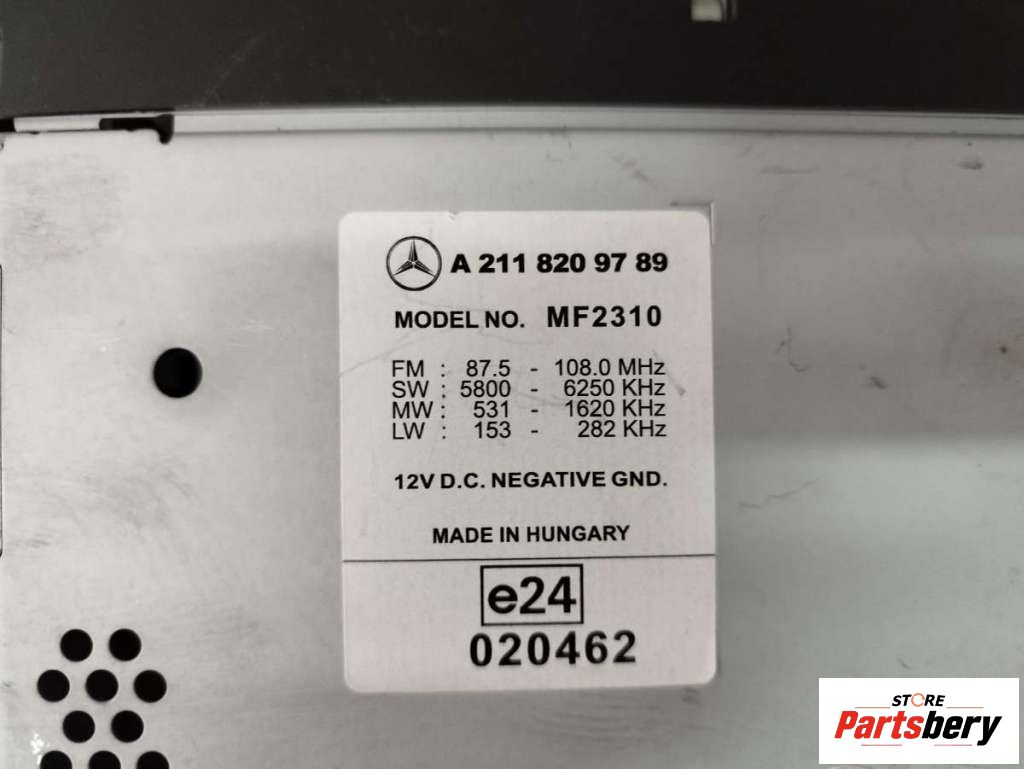 A 211 820 97 89
MODEL NO. MF2310
FM : 87.5 - 108.0 MHz
SW : 5800 - 6250 KHz
MW : 531 - 1620 KHz
LW : 153 - 282 KHz
12V D.C. NEGATIVE GND.
MADE IN HUNGARY
e24
020462
STORE
Partsbery